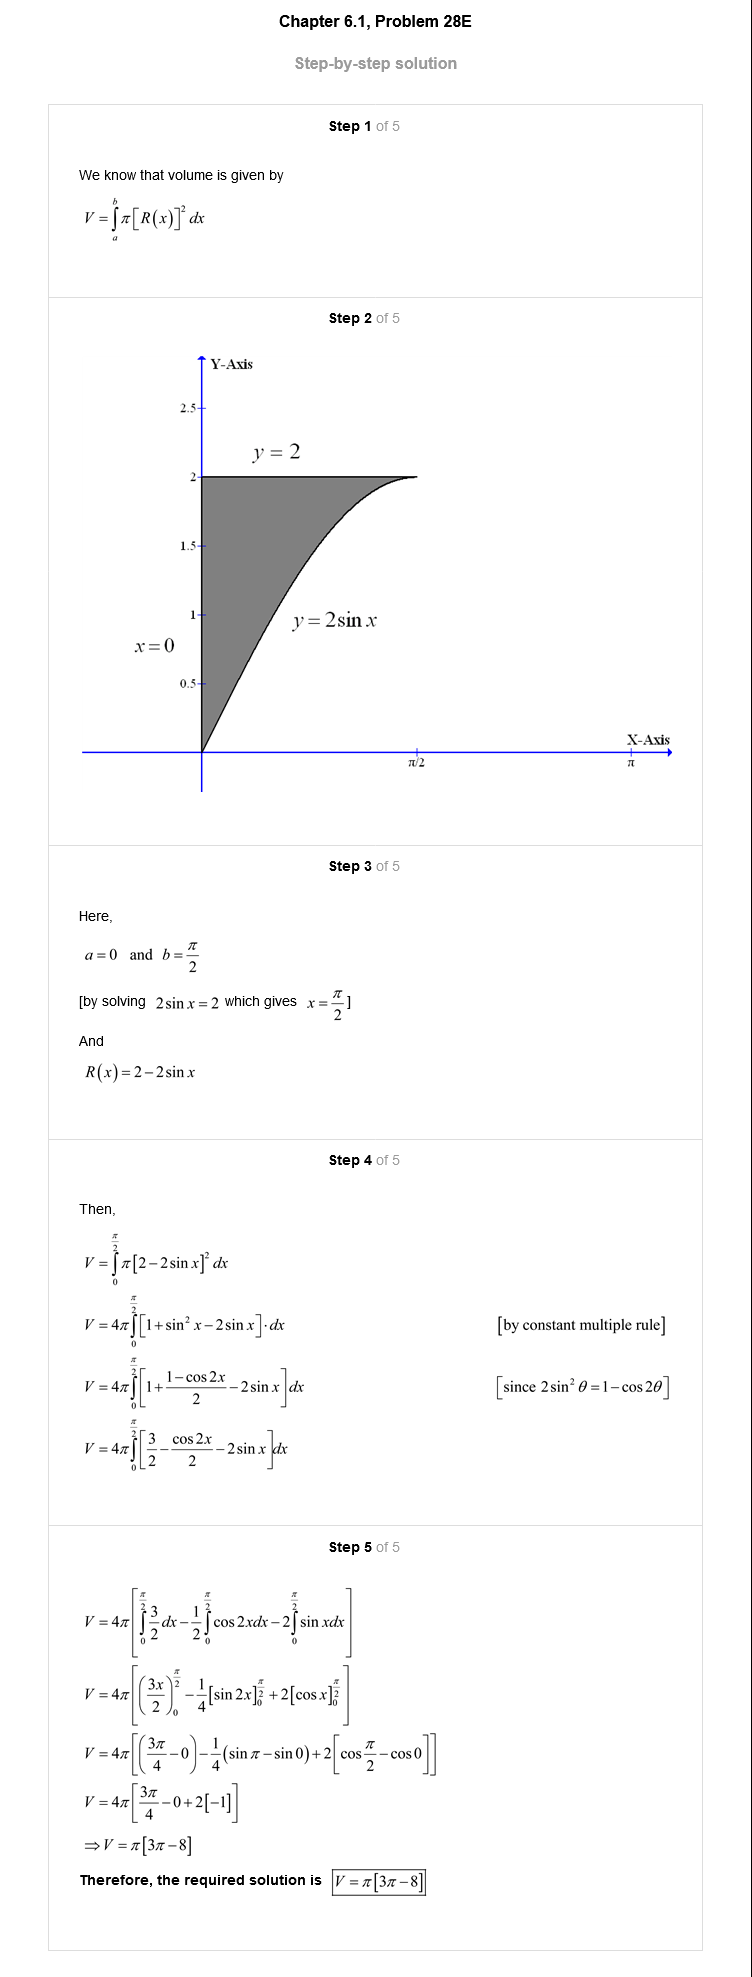 Chapter 6.1, Problem 28E
Step-by-step solution
Step 1 of 5
We know that volume is given by
V = ∫_a^b π[R(x)]² dx
Step 2 of 5
Y-Axis
2.5
y = 2
2
1.5
1
y = 2sin x
x = 0
0.5
X-Axis
π/2
π
Step 3 of 5
Here,
a = 0 and b = π/2
[by solving 2sin x = 2 which gives x = π/2]
And
R(x) = 2 − 2sin x
Step 4 of 5
Then,
V = ∫_0^{π/2} π[2 − 2sin x]² dx
V = 4π ∫_0^{π/2} [1 + sin² x − 2sin x]·dx [by constant multiple rule]
V = 4π ∫_0^{π/2} [1 + (1 − cos 2x)/2 − 2sin x] dx [since 2sin² θ = 1 − cos 2θ]
V = 4π ∫_0^{π/2} [3/2 − cos 2x/2 − 2sin x] dx
Step 5 of 5
V = 4π [∫_0^{π/2} 3/2 dx − 1/2 ∫_0^{π/2} cos 2x dx − 2 ∫_0^{π/2} sin x dx]
V = 4π [(3x/2)_0^{π/2} − 1/4 [sin 2x]_0^{π/2} + 2[cos x]_0^{π/2}]
V = 4π [(3π/4 − 0) − 1/4 (sin π − sin 0) + 2[cos π/2 − cos 0]]
V = 4π [3π/4 − 0 + 2[−1]]
⇒ V = π[3π − 8]
Therefore, the required solution is V = π[3π − 8]